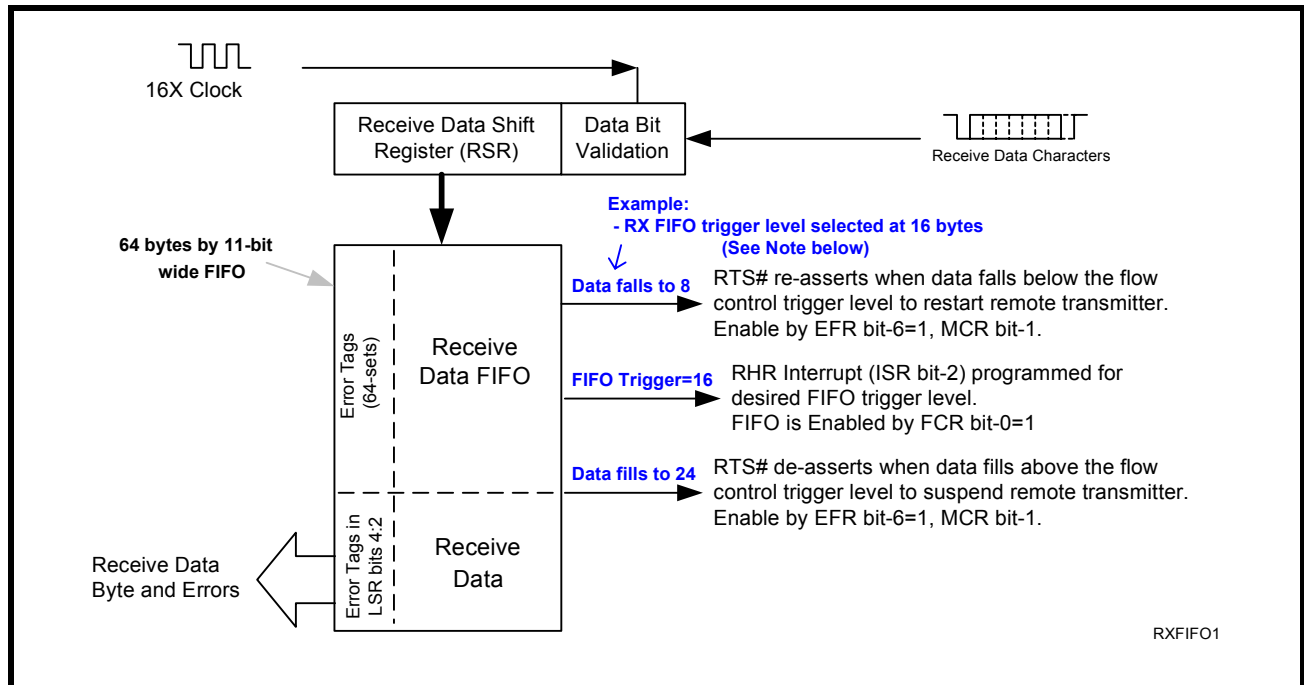 16X Clock
Receive Data Shift
Register (RSR)
Data Bit
Validation
Receive Data Characters
Example:
- RX FIFO trigger level selected at 16 bytes
(See Note below)
64 bytes by 11-bit
wide FIFO
Data falls to 8
RTS# re-asserts when data falls below the flow
control trigger level to restart remote transmitter.
Enable by EFR bit-6=1, MCR bit-1.
Error Tags
(64-sets)
Receive
Data FIFO
FIFO Trigger=16
RHR Interrupt (ISR bit-2) programmed for
desired FIFO trigger level.
FIFO is Enabled by FCR bit-0=1
Data fills to 24
RTS# de-asserts when data fills above the flow
control trigger level to suspend remote transmitter.
Enable by EFR bit-6=1, MCR bit-1.
Error Tags in
LSR bits 4:2
Receive
Data
Receive Data
Byte and Errors
RXFIFO1